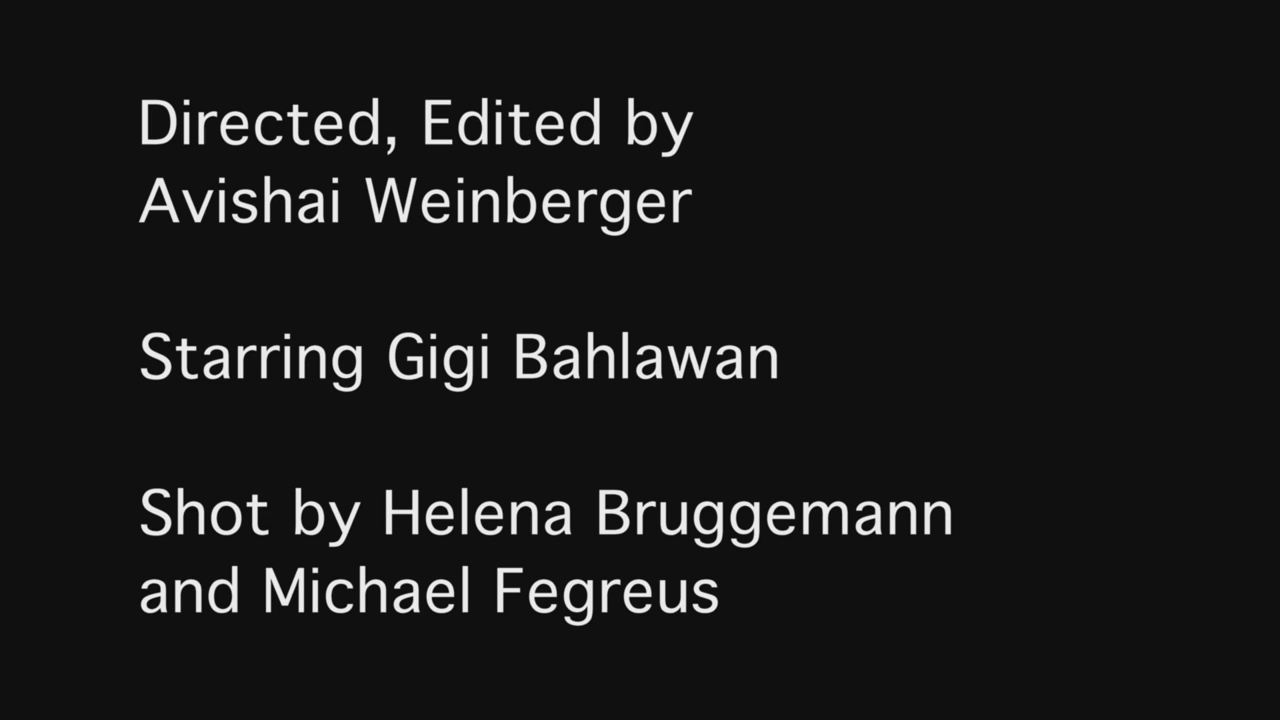 Directed, Edited by
Avishai Weinberger
Starring Gigi Bahlawan
Shot by Helena Bruggemann
and Michael Fegreus